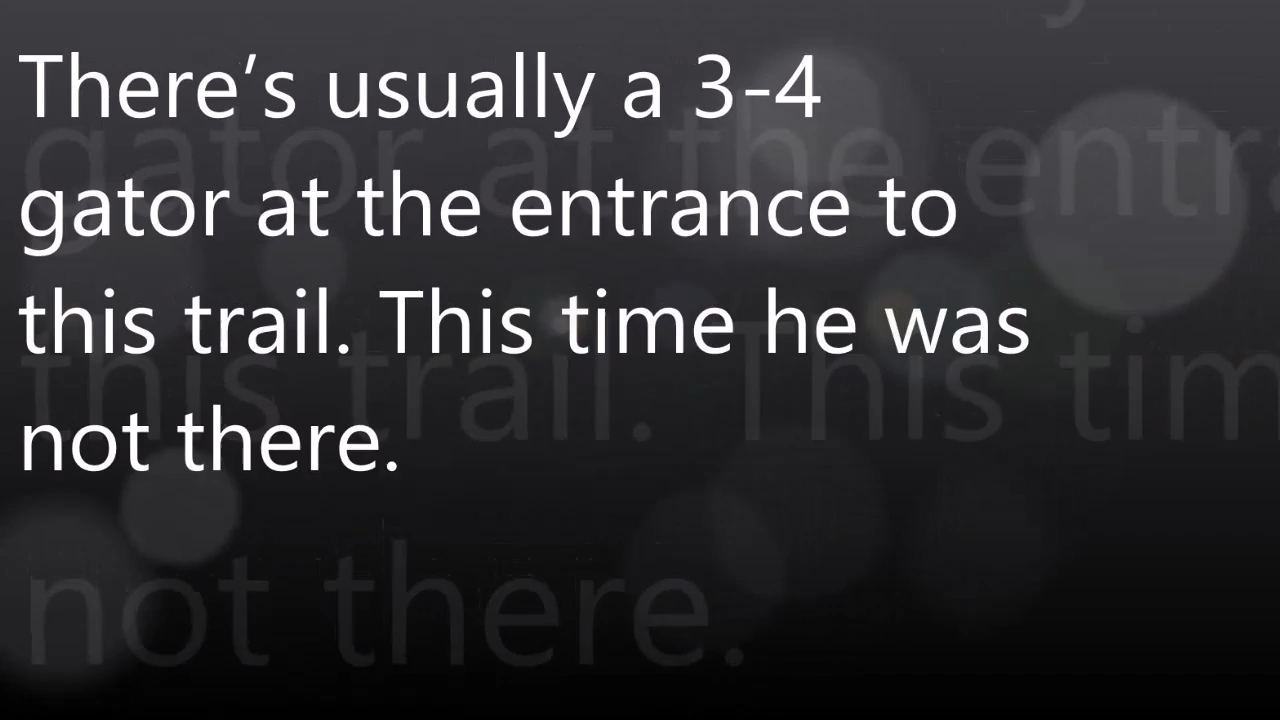 There’s usually a 3-4
gator at the entrance to
this trail. This time he was
not there.